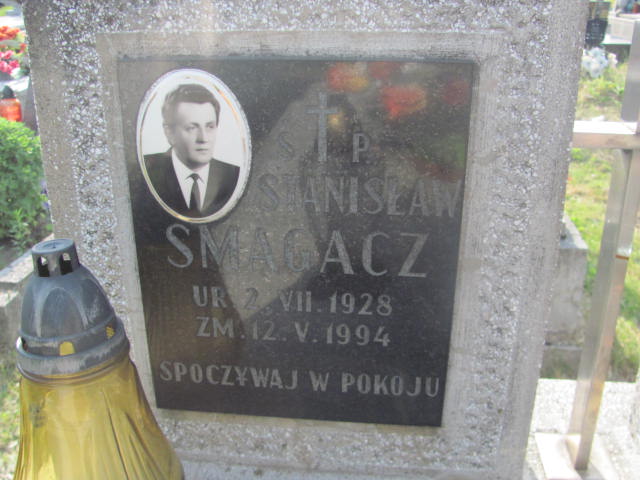 Ś † P
STANISŁAW
SMAGACZ
UR. 2. VII. 1928
ZM. 12. V. 1994
SPOCZYWAJ W POKOJU